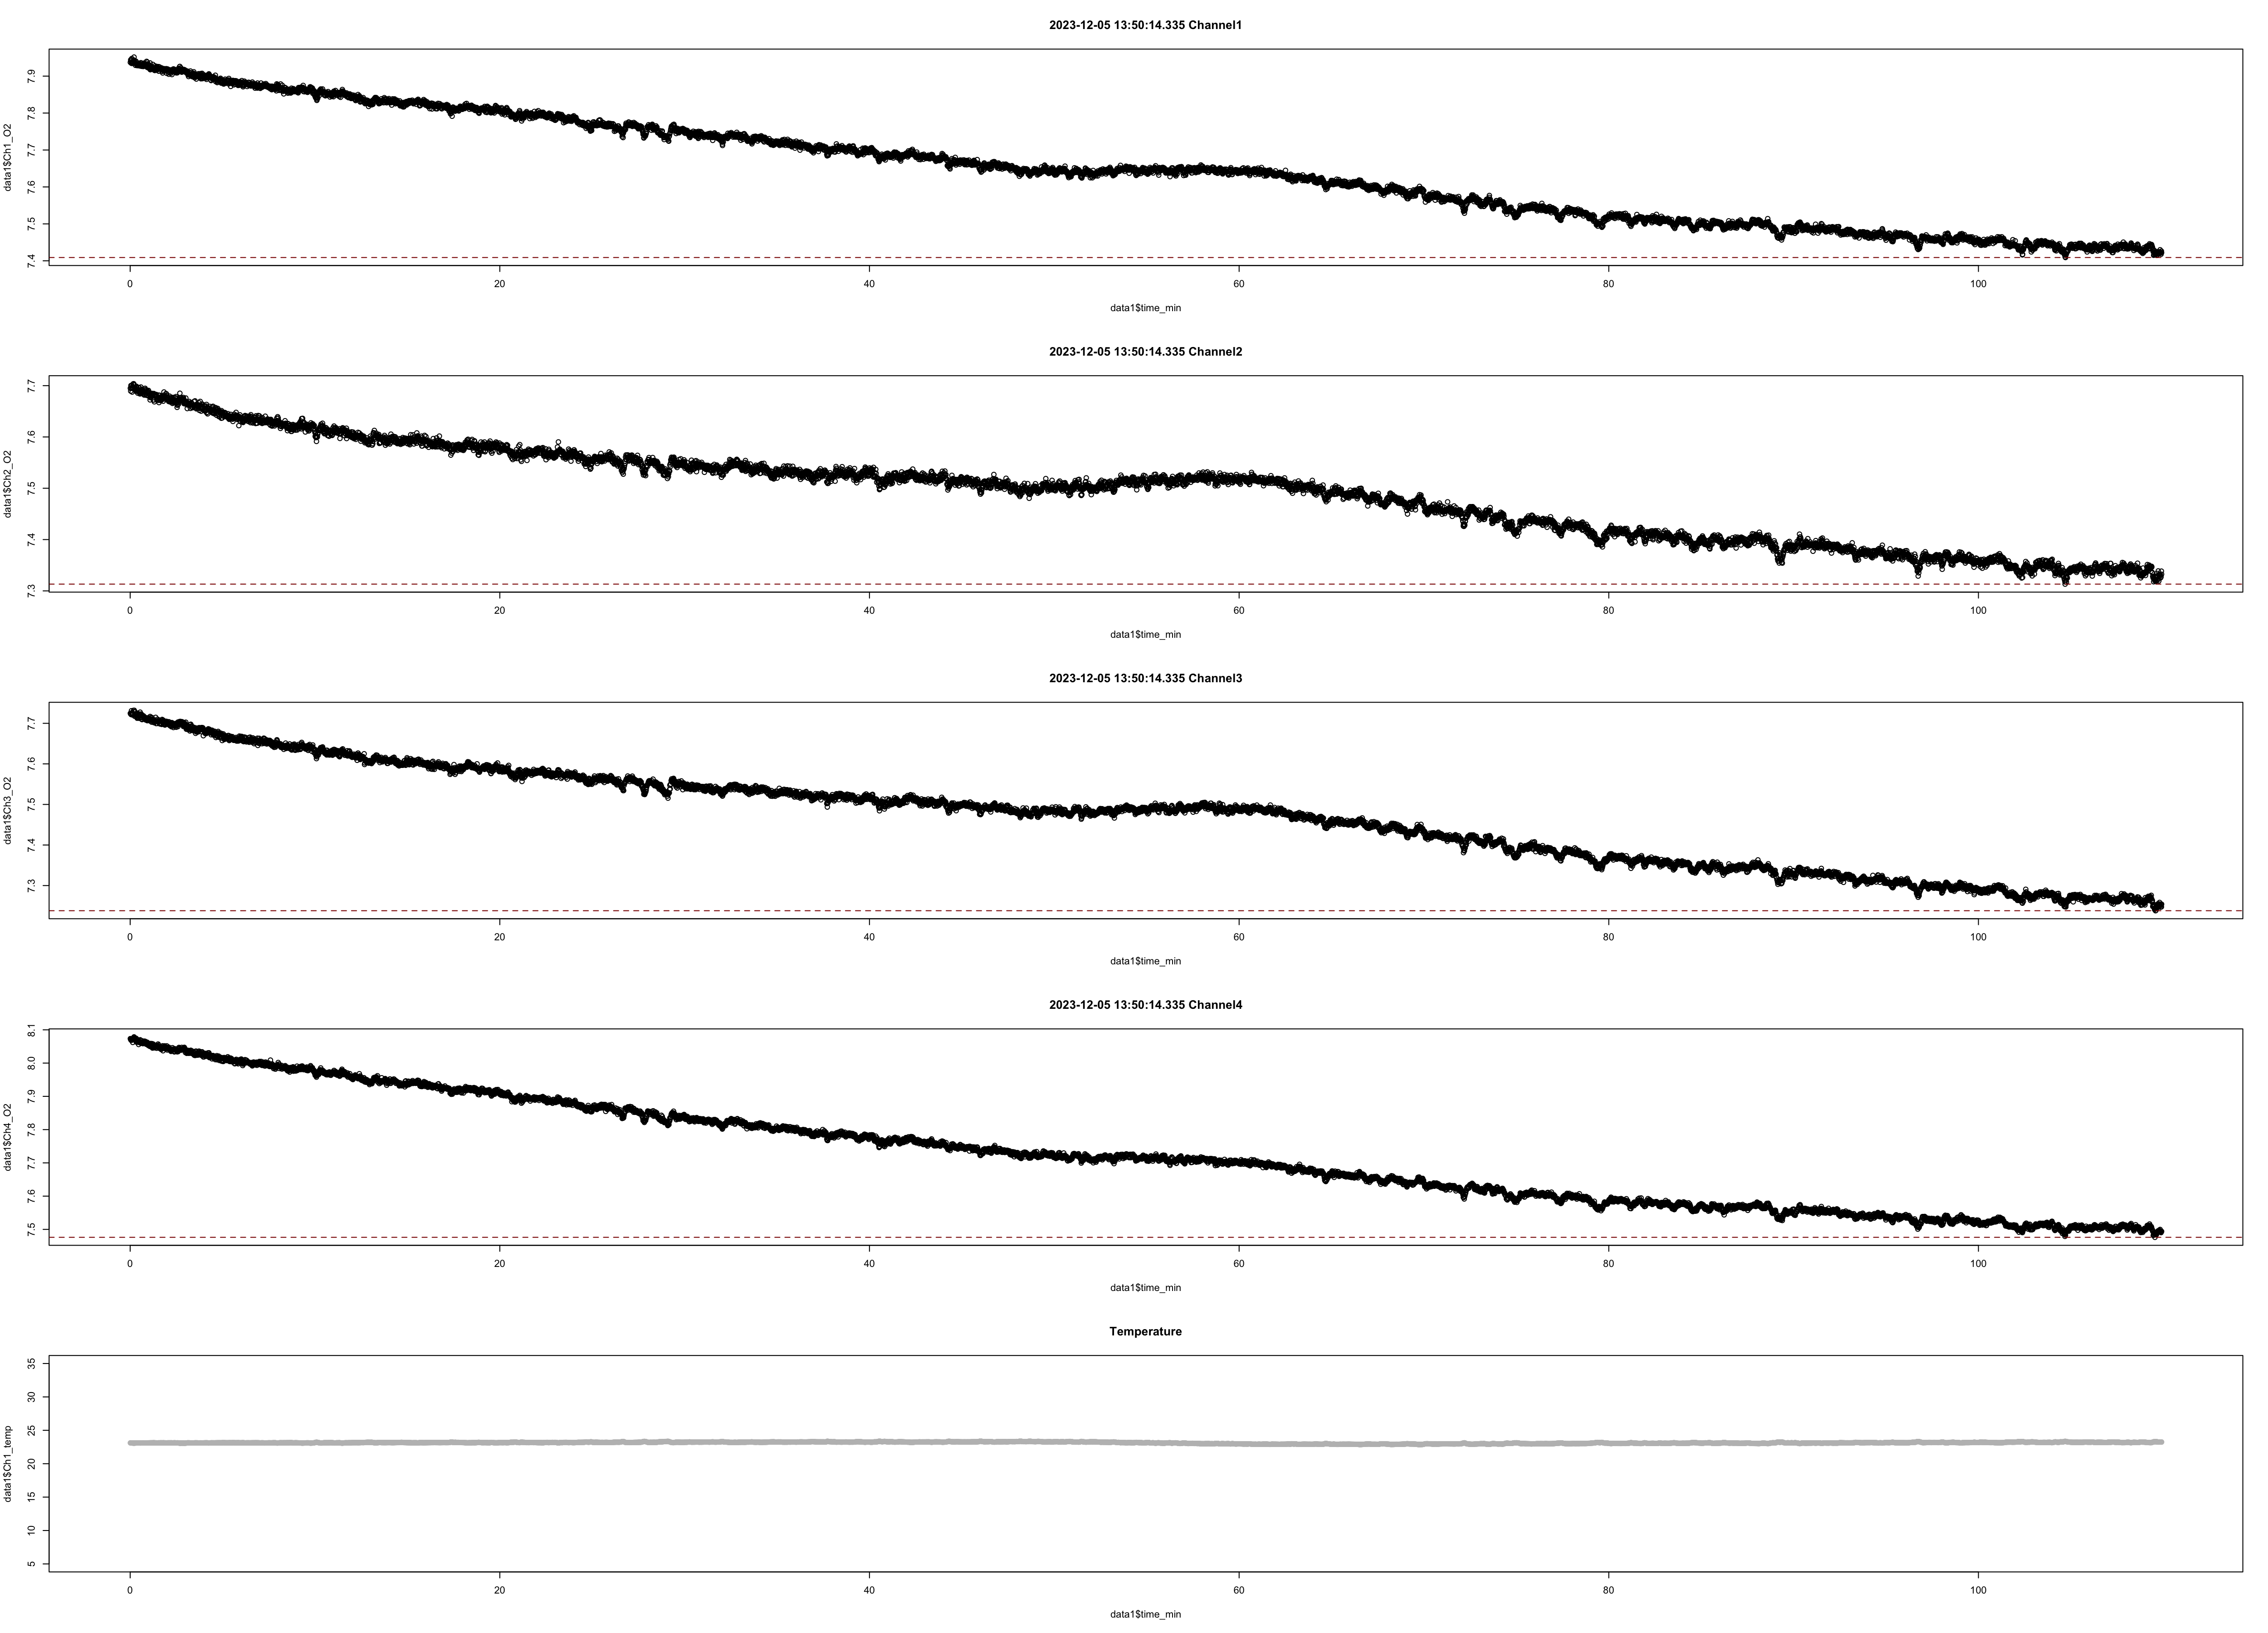 2023-12-05 13:50:14.335 Channel1
data1$Ch1_O2
7.9
7.8
7.7
7.6
7.5
7.4
0 20 40 60 80 100
data1$time_min
2023-12-05 13:50:14.335 Channel2
data1$Ch2_O2
7.7
7.6
7.5
7.4
7.3
0 20 40 60 80 100
data1$time_min
2023-12-05 13:50:14.335 Channel3
data1$Ch3_O2
7.7
7.6
7.5
7.4
7.3
0 20 40 60 80 100
data1$time_min
2023-12-05 13:50:14.335 Channel4
data1$Ch4_O2
8.1
8.0
7.9
7.8
7.7
7.6
7.5
0 20 40 60 80 100
data1$time_min
Temperature
data1$Ch1_temp
35
30
25
20
15
10
5
0 20 40 60 80 100
data1$time_min